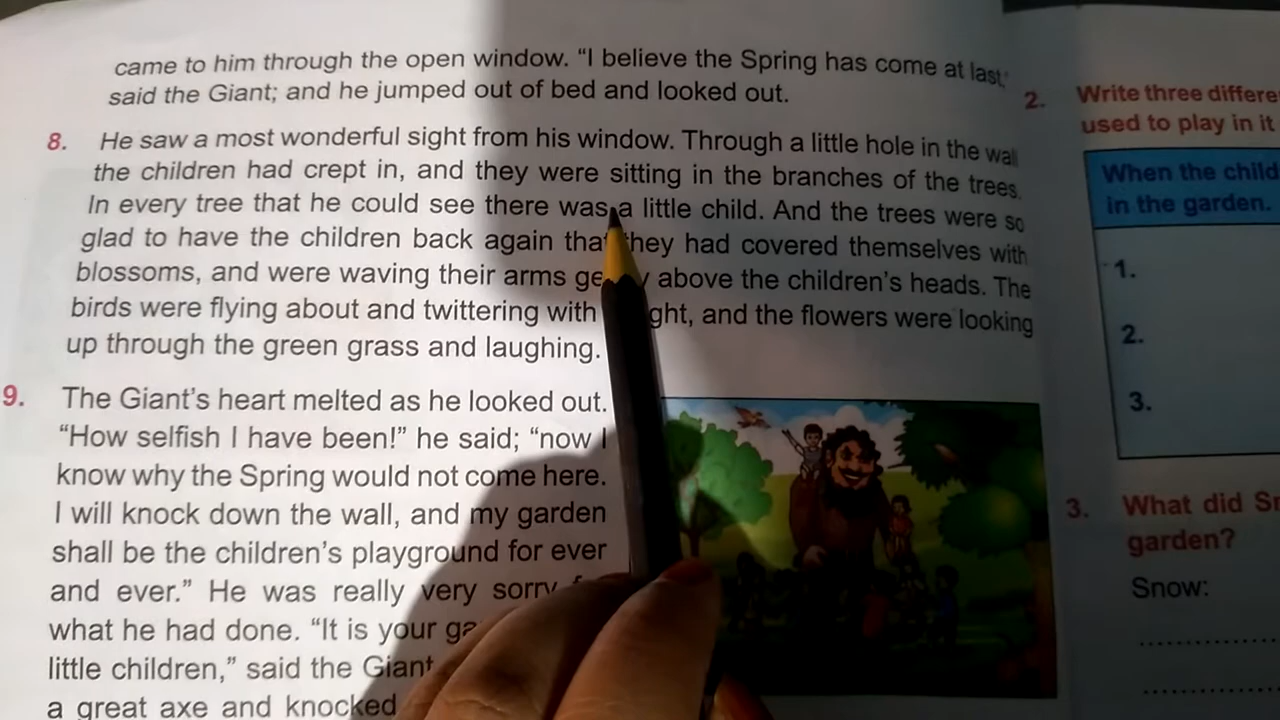 came to him through the open window. “I believe the Spring has come at last,
said the Giant; and he jumped out of bed and looked out.
8. He saw a most wonderful sight from his window. Through a little hole in the wall
the children had crept in, and they were sitting in the branches of the trees.
In every tree that he could see there was a little child. And the trees were so
glad to have the children back again that they had covered themselves with
blossoms, and were waving their arms above the children’s heads. The
birds were flying about and twittering with and the flowers were looking
up through the green grass and laughing.
9. The Giant’s heart melted as he looked out.
“How selfish I have been!” he said; “now I
know why the Spring would not come here.
I will knock down the wall, and my garden
shall be the children’s playground for ever
and ever.” He was really very sorry
what he had done. “It is your
little children,” said the Giant
a great axe and knocked
2. Write three
used to play in it
When the child
in the garden.
1.
2.
3.
3. What did
garden?
Snow: